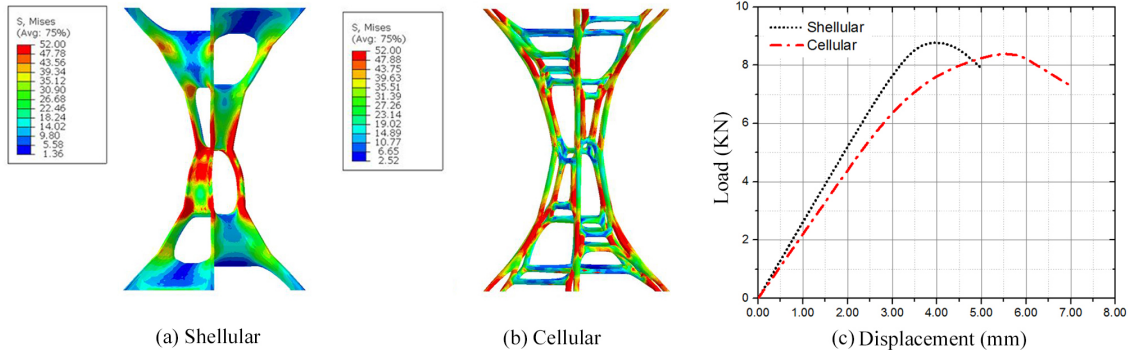 S, Mises
(Avg: 75%)
52.00
47.78
43.56
39.34
35.12
30.90
26.68
22.46
18.24
14.02
9.80
5.58
1.36
(a) Shellular
S, Mises
(Avg: 75%)
52.00
47.88
43.75
39.63
35.51
31.39
27.26
23.14
19.02
14.89
10.77
6.65
2.52
(b) Cellular
Shellular
Cellular
Load (KN)
10
8
6
4
2
0
0.00 1.00 2.00 3.00 4.00 5.00 6.00 7.00 8.00
(c) Displacement (mm)